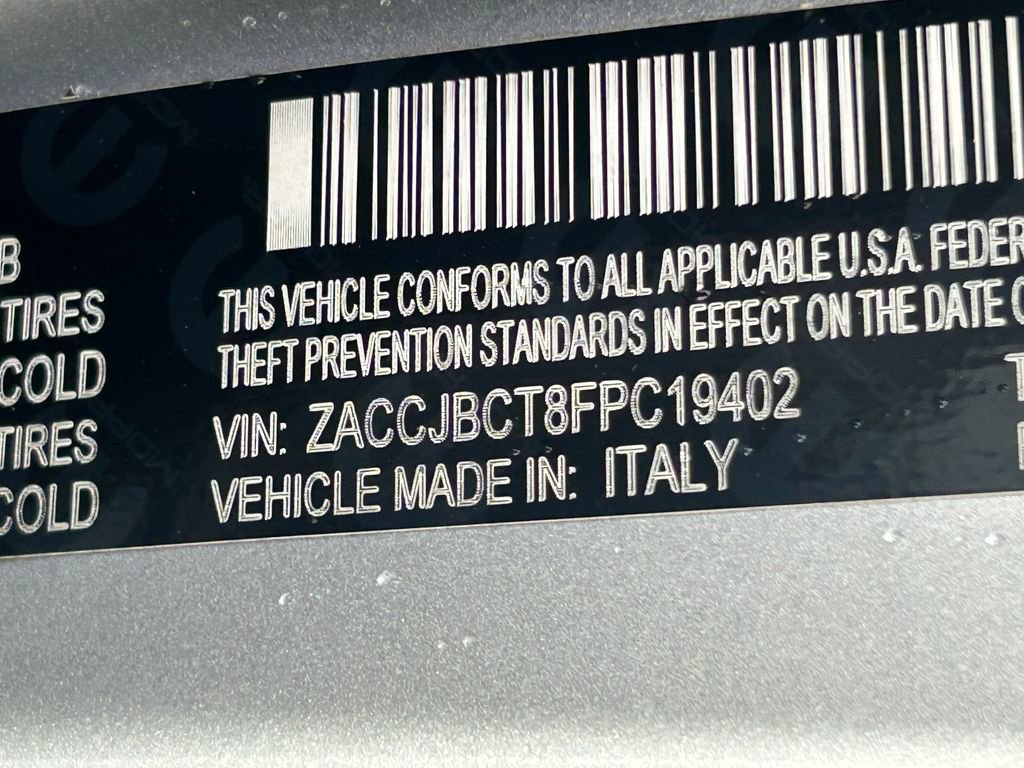 B
TIRES
COLD
TIRES
COLD
THIS VEHICLE CONFORMS TO ALL APPLICABLE U.S.A. FEDER
THEFT PREVENTION STANDARDS IN EFFECT ON THE DATE
VIN: ZACCJBCT8FPC19402
VEHICLE MADE IN: ITALY